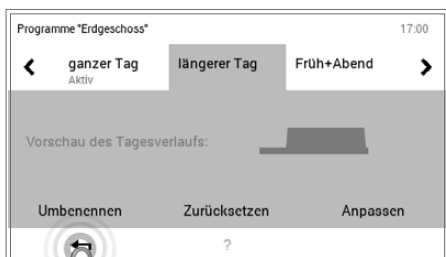 Programme "Erdgeschoss" 17:00
ganzer Tag längerer Tag Früh+Abend
Aktiv
Vorschau des Tagesverlaufs:
Umbenennen Zurücksetzen Anpassen
?